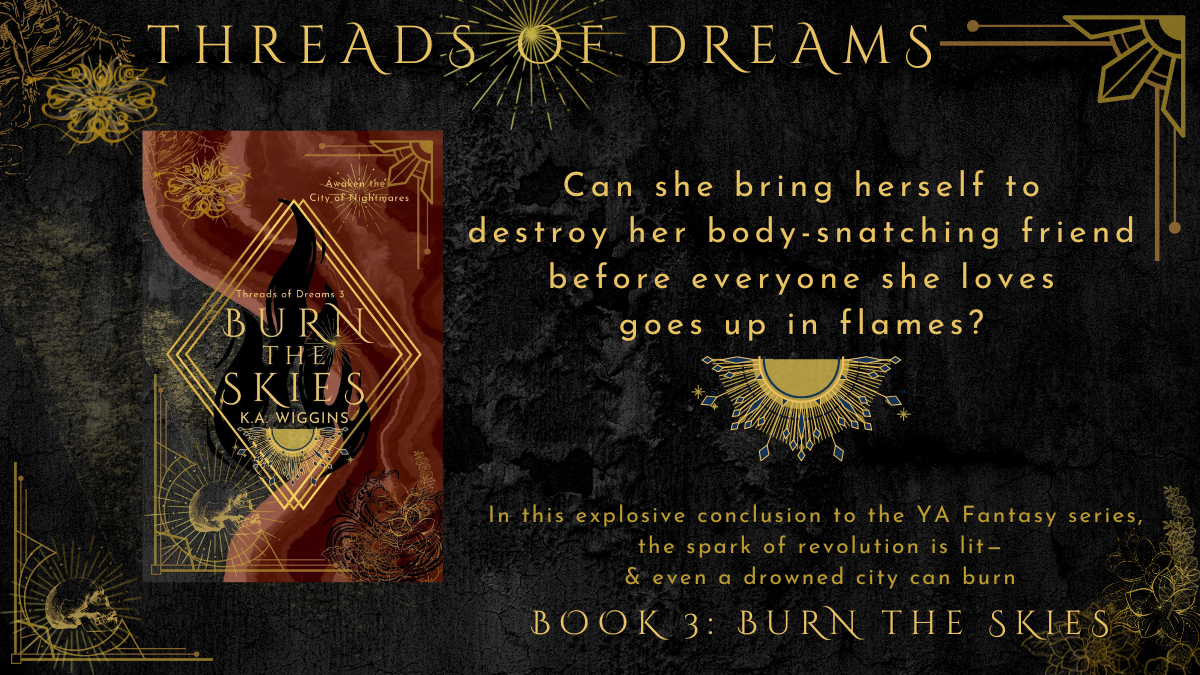 THREADS OF DREAMS
Awaken the
City of Nightmares
Threads of Dreams 3
BURN
THE
SKIES
K.A. WIGGINS
Can she bring herself to
destroy her body-snatching friend
before everyone she loves
goes up in flames?
In this explosive conclusion to the YA Fantasy series,
the spark of revolution is lit—
& even a drowned city can burn
BOOK 3: BURN THE SKIES